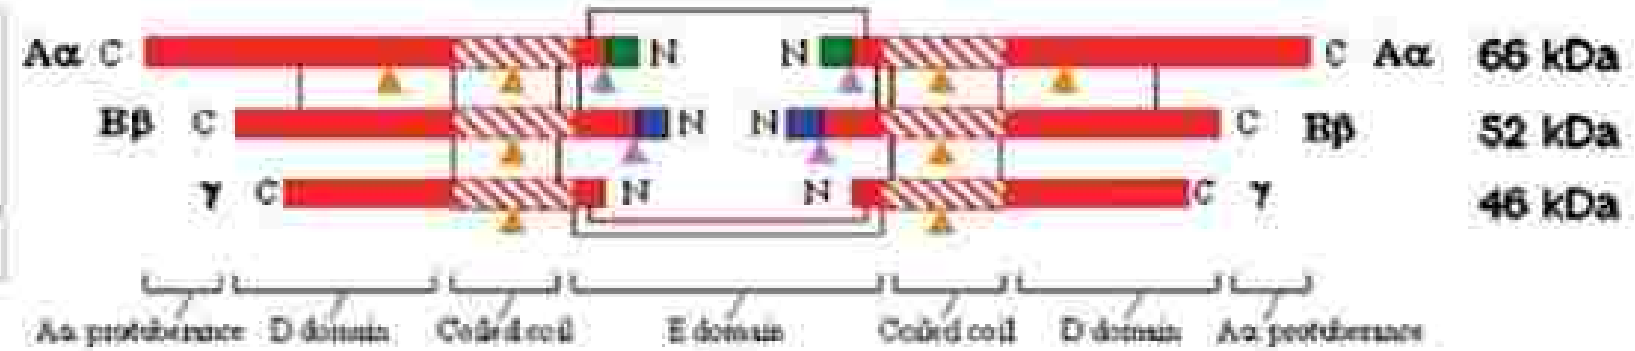 Aα C N N C Aα 66 kDa
Bβ C N N C Bβ 52 kDa
γ C N N C γ 46 kDa
Aα protuberance D domain Coiled coil E domain Coiled coil D domain Aα protuberance